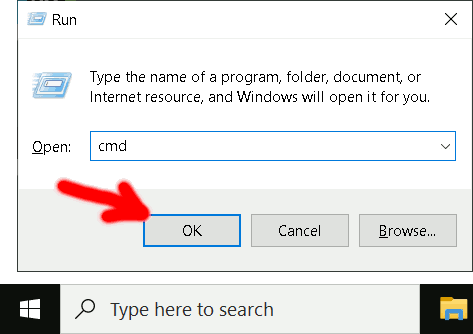 Run
Type the name of a program, folder, document, or
Internet resource, and Windows will open it for you.
Open:
cmd
OK
Cancel
Browse...
Type here to search